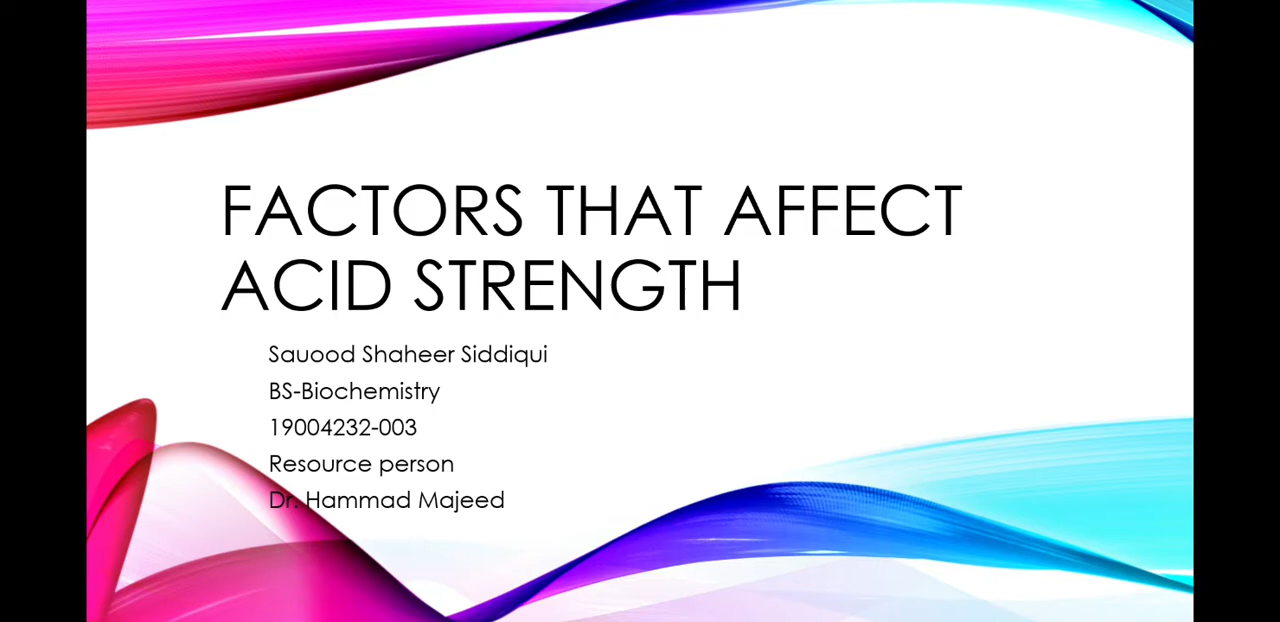 FACTORS THAT AFFECT
ACID STRENGTH
Sauood Shaheer Siddiqui
BS-Biochemistry
19004232-003
Resource person
Dr. Hammad Majeed